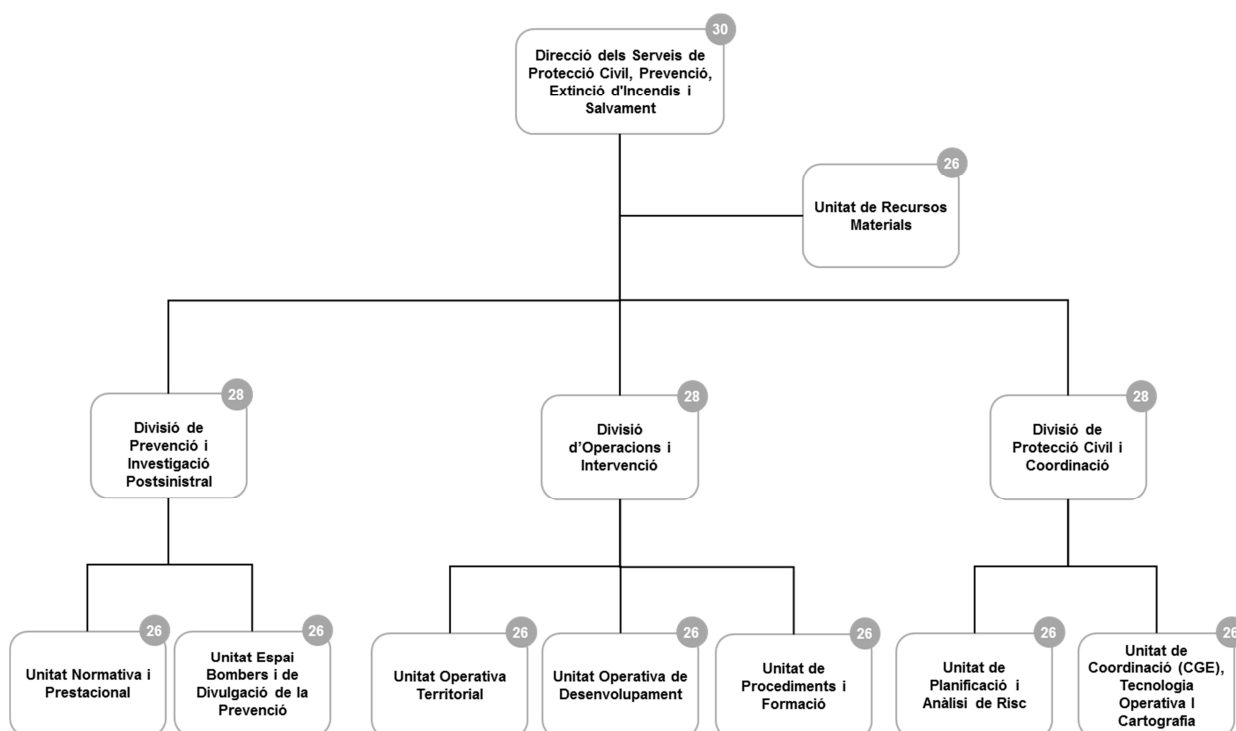 30
Direcció dels Serveis de
Protecció Civil, Prevenció,
Extinció d'Incendis i
Salvament
26
Unitat de Recursos
Materials
28
Divisió de
Prevenció i
Investigació
Postsinistral
28
Divisió
d’Operacions i
Intervenció
28
Divisió de
Protecció Civil i
Coordinació
26
Unitat Normativa i
Prestacional
26
Unitat Espai
Bombers i de
Divulgació de la
Prevenció
26
Unitat Operativa
Territorial
26
Unitat Operativa de
Desenvolupament
26
Unitat de
Procediments i
Formació
26
Unitat de
Planificació i
Anàlisi de Risc
26
Unitat de
Coordinació (CGE),
Tecnologia
Operativa I
Cartografia